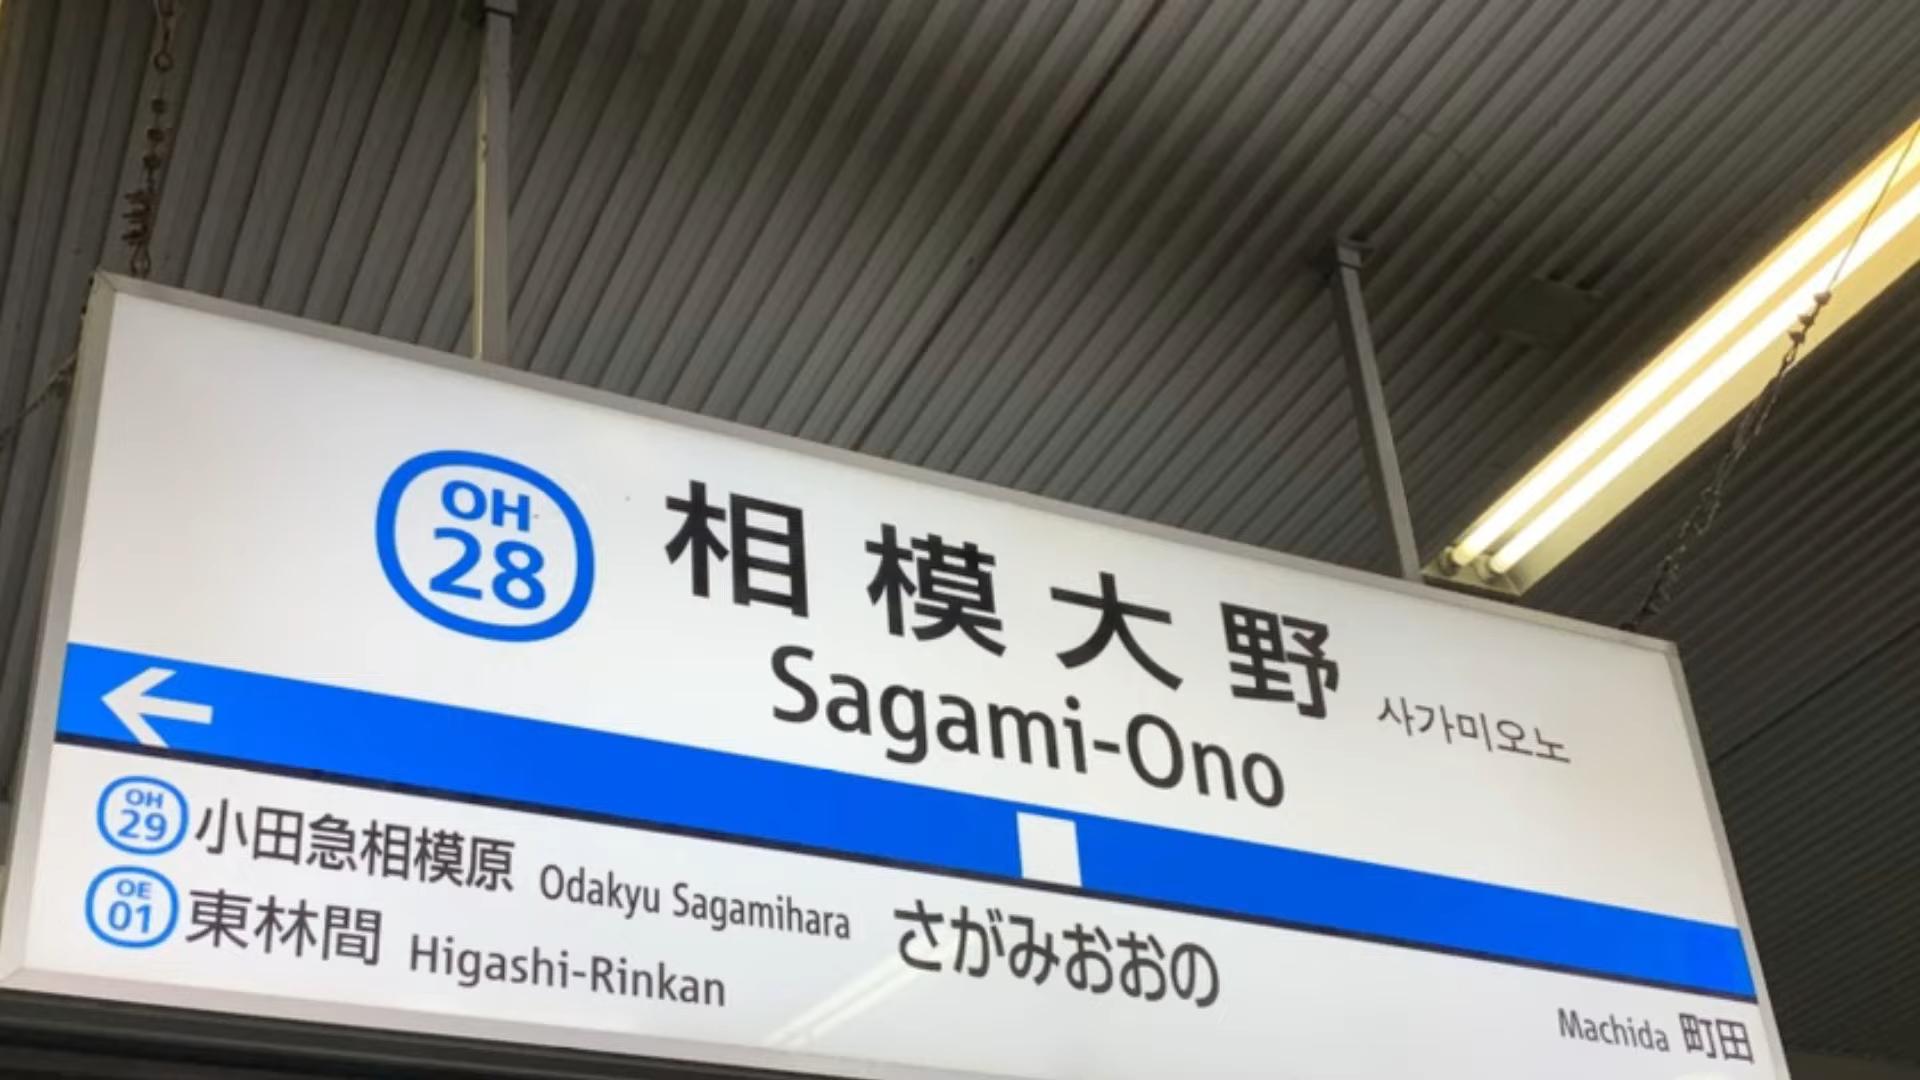 OH
28
相模大野 사가미오노
Sagami-Ono
OH
29
小田急相模原 Odakyu Sagamihara
OE
01
東林間 Higashi-Rinkan
さがみおおの
Machida 町田